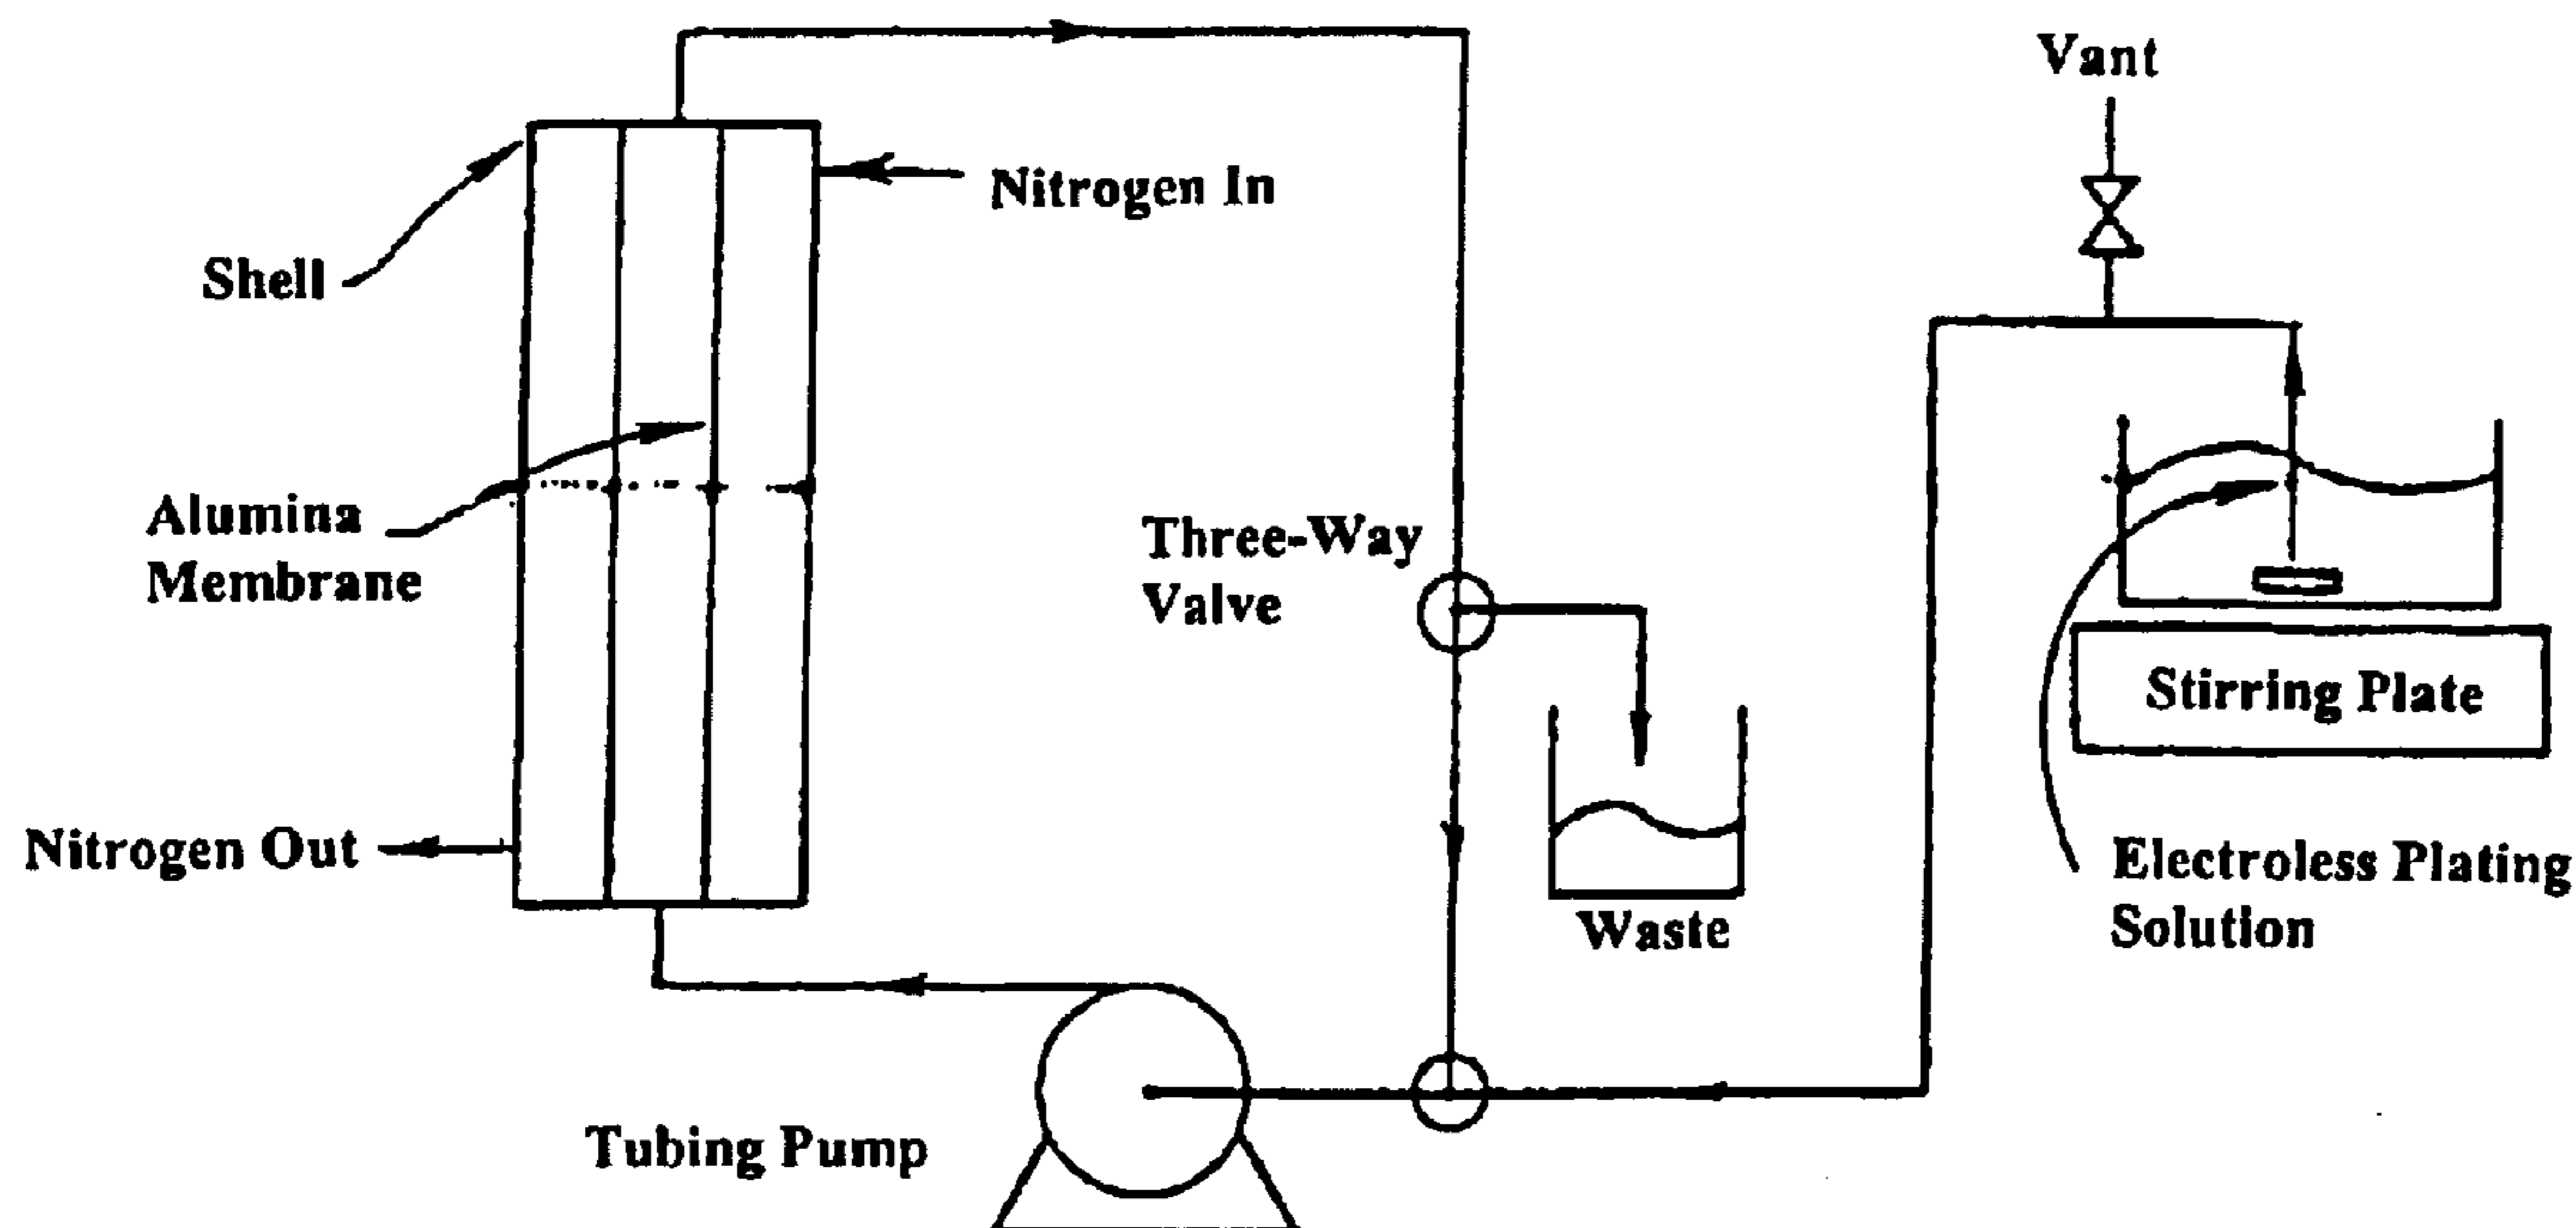 Vant
Nitrogen In
Shell
Alumina
Membrane
Three-Way
Valve
Stirring Plate
Nitrogen Out
Electroless Plating
Solution
Waste
Tubing Pump